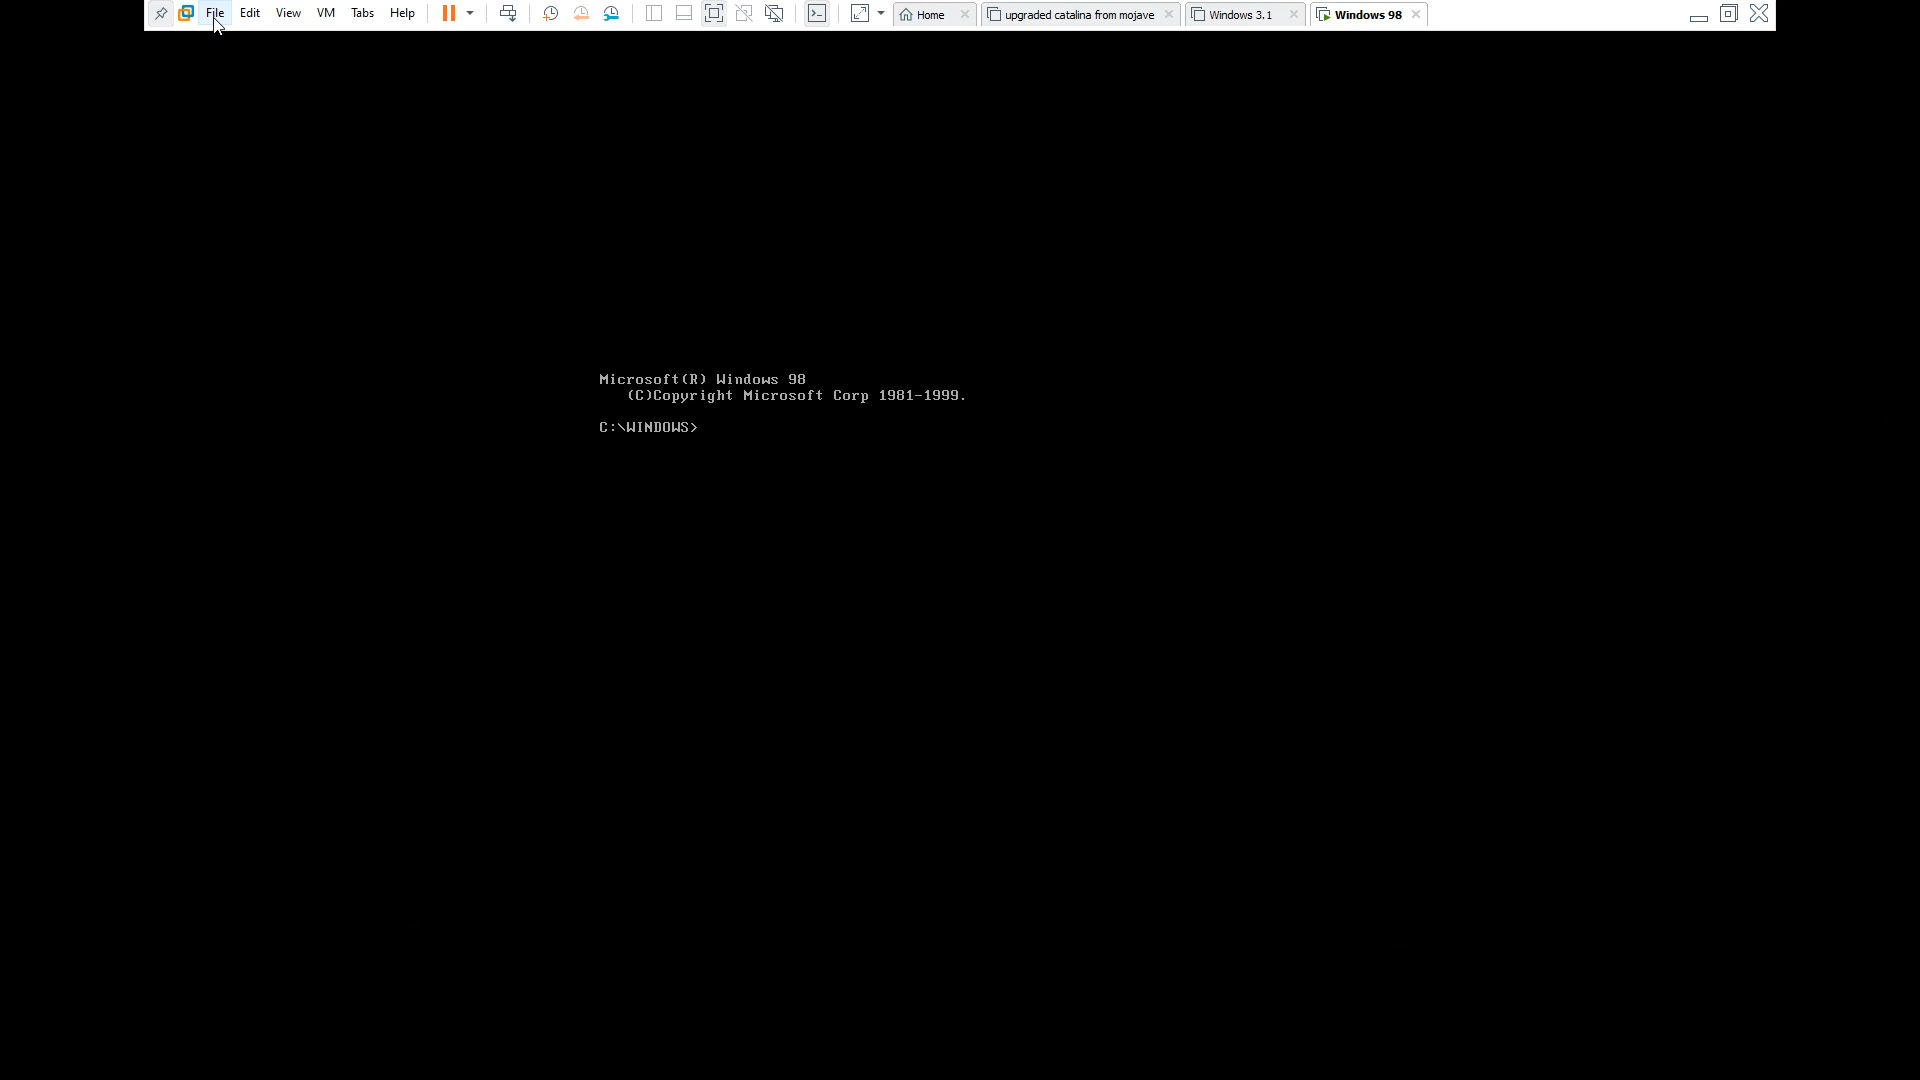 File Edit View VM Tabs Help Home upgraded catalina from mojave Windows 3.1 Windows 98
Microsoft(R) Windows 98
(C)Copyright Microsoft Corp 1981-1999.
C:\WINDOWS>